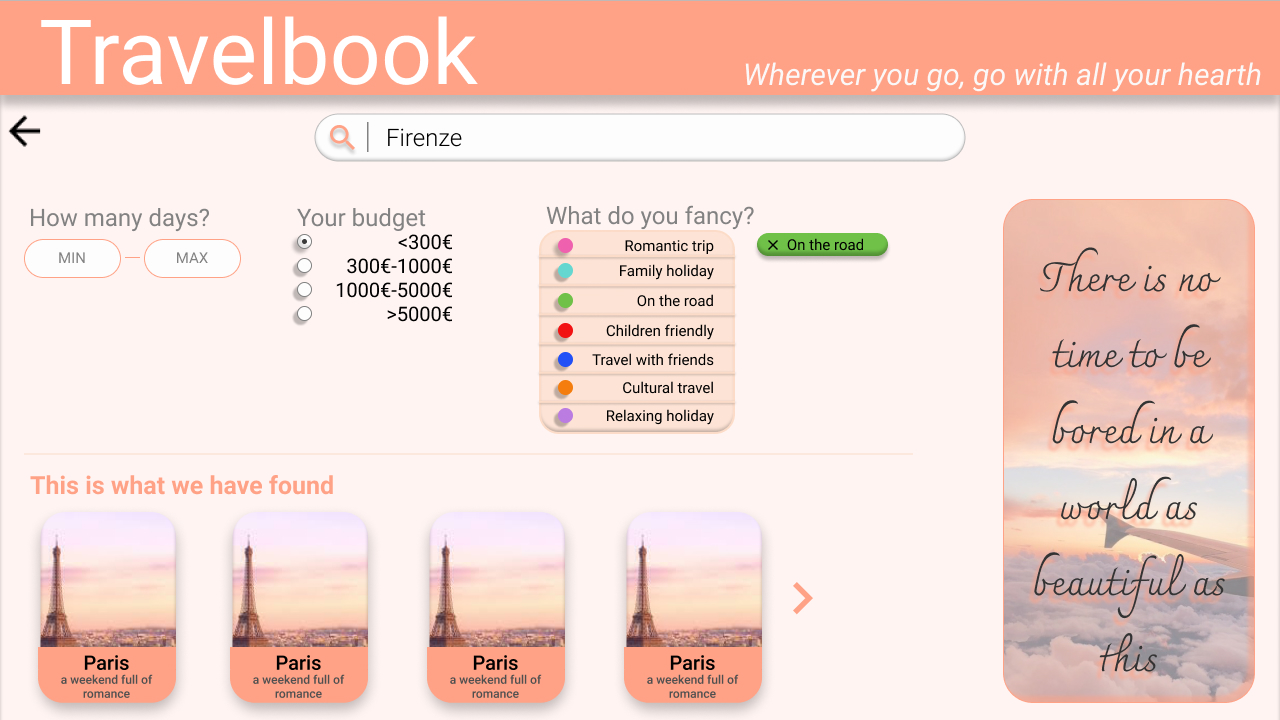 Travelbook
Wherever you go, go with all your hearth
Firenze
How many days?
MIN
MAX
Your budget
<300€
300€-1000€
1000€-5000€
>5000€
What do you fancy?
Romantic trip
Family holiday
On the road
Children friendly
Travel with friends
Cultural travel
Relaxing holiday
× On the road
There is no
time to be
bored in a
world as
beautiful as
this
This is what we have found
Paris
a weekend full of
romance
Paris
a weekend full of
romance
Paris
a weekend full of
romance
Paris
a weekend full of
romance